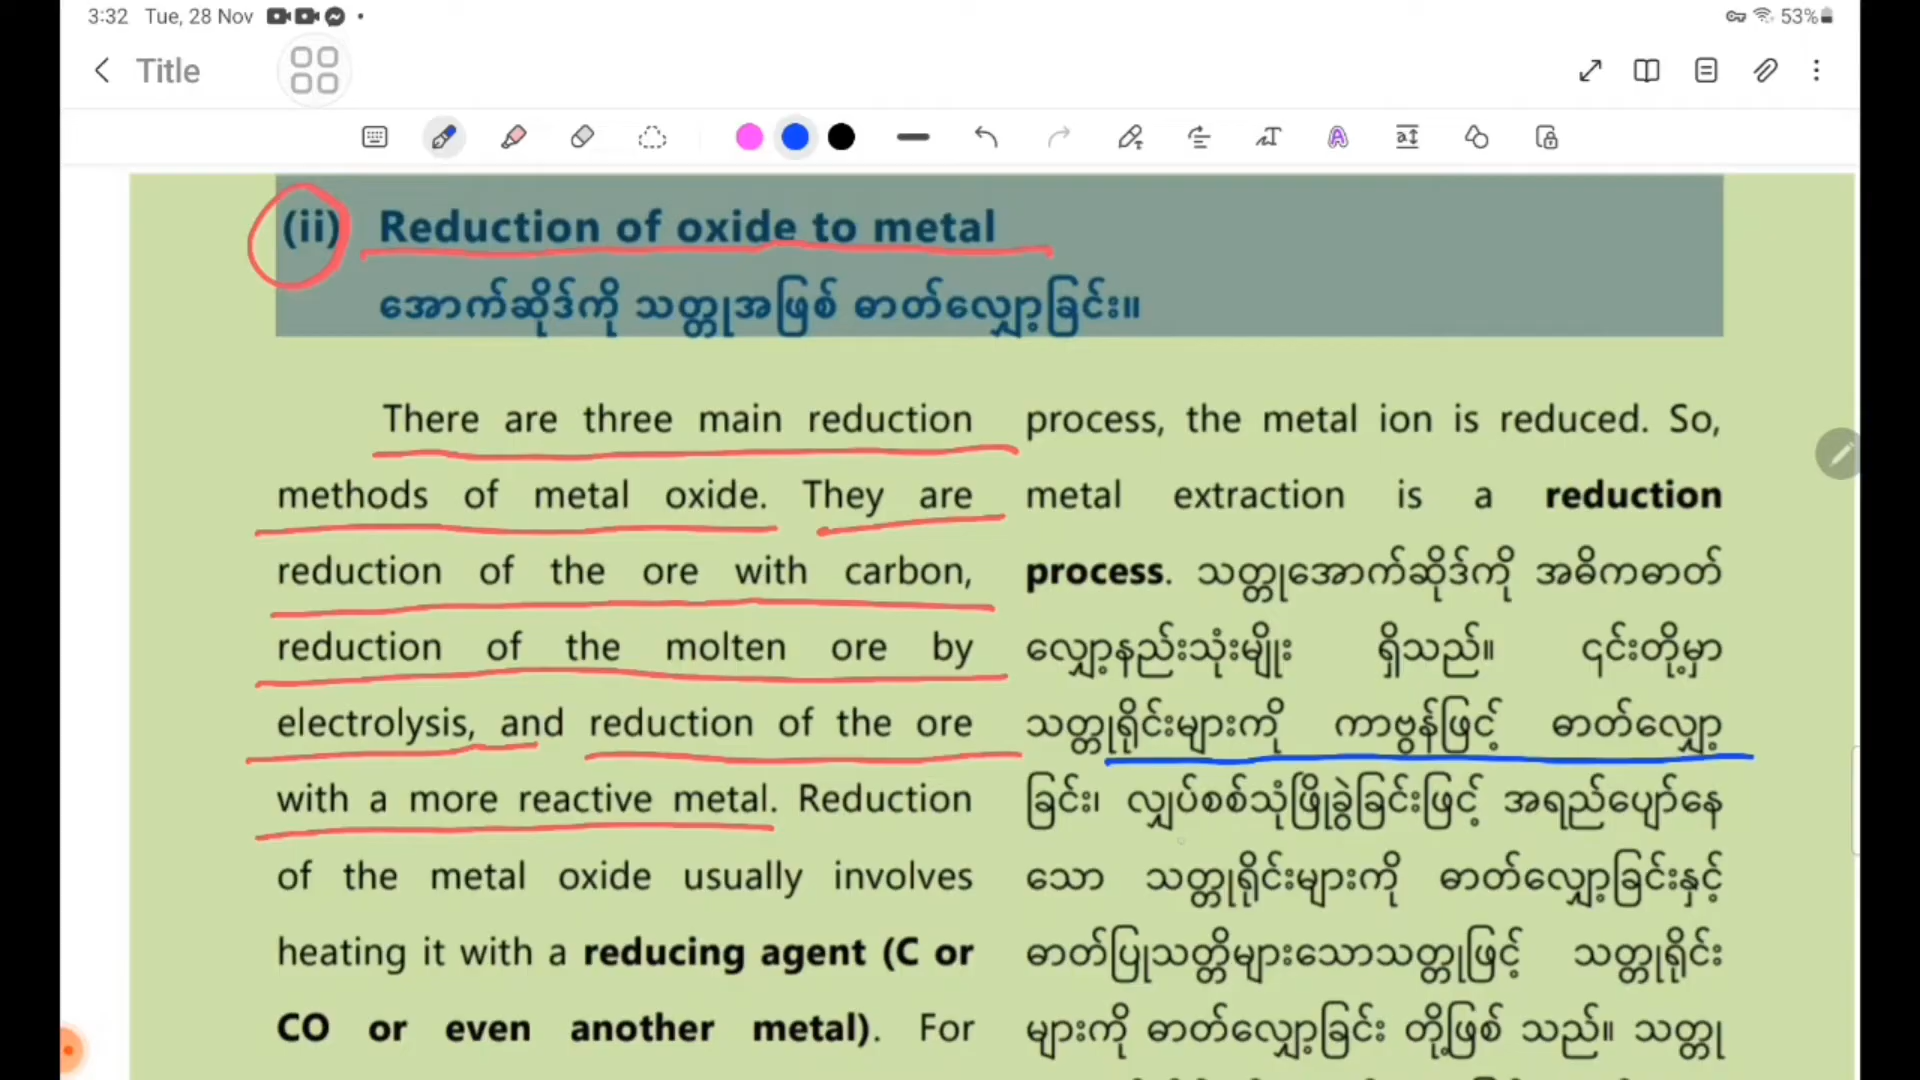 3:32 Tue, 28 Nov
53%
Title
(ii) Reduction of oxide to metal
အောက်ဆိုဒ်ကို သတ္တုအဖြစ် ဓာတ်လျှော့ခြင်း။
There are three main reduction
methods of metal oxide. They are
reduction of the ore with carbon,
reduction of the molten ore by
electrolysis, and reduction of the ore
with a more reactive metal. Reduction
of the metal oxide usually involves
heating it with a reducing agent (C or
CO or even another metal). For
process, the metal ion is reduced. So,
metal extraction is a reduction
process. သတ္တုအောက်ဆိုဒ်ကို အဓိကဓာတ်
လျှော့နည်းသုံးမျိုး ရှိသည်။ ၎င်းတို့မှာ
သတ္တုရိုင်းများကို ကာဗွန်ဖြင့် ဓာတ်လျှော့
ခြင်း၊ လျှပ်စစ်သုံဖြိုခွဲခြင်းဖြင့် အရည်ပျော်နေ
သော သတ္တုရိုင်းများကို ဓာတ်လျှော့ခြင်းနှင့်
ဓာတ်ပြုသတ္တိများသောသတ္တုဖြင့် သတ္တုရိုင်း
များကို ဓာတ်လျှော့ခြင်း တို့ဖြစ် သည်။ သတ္တု